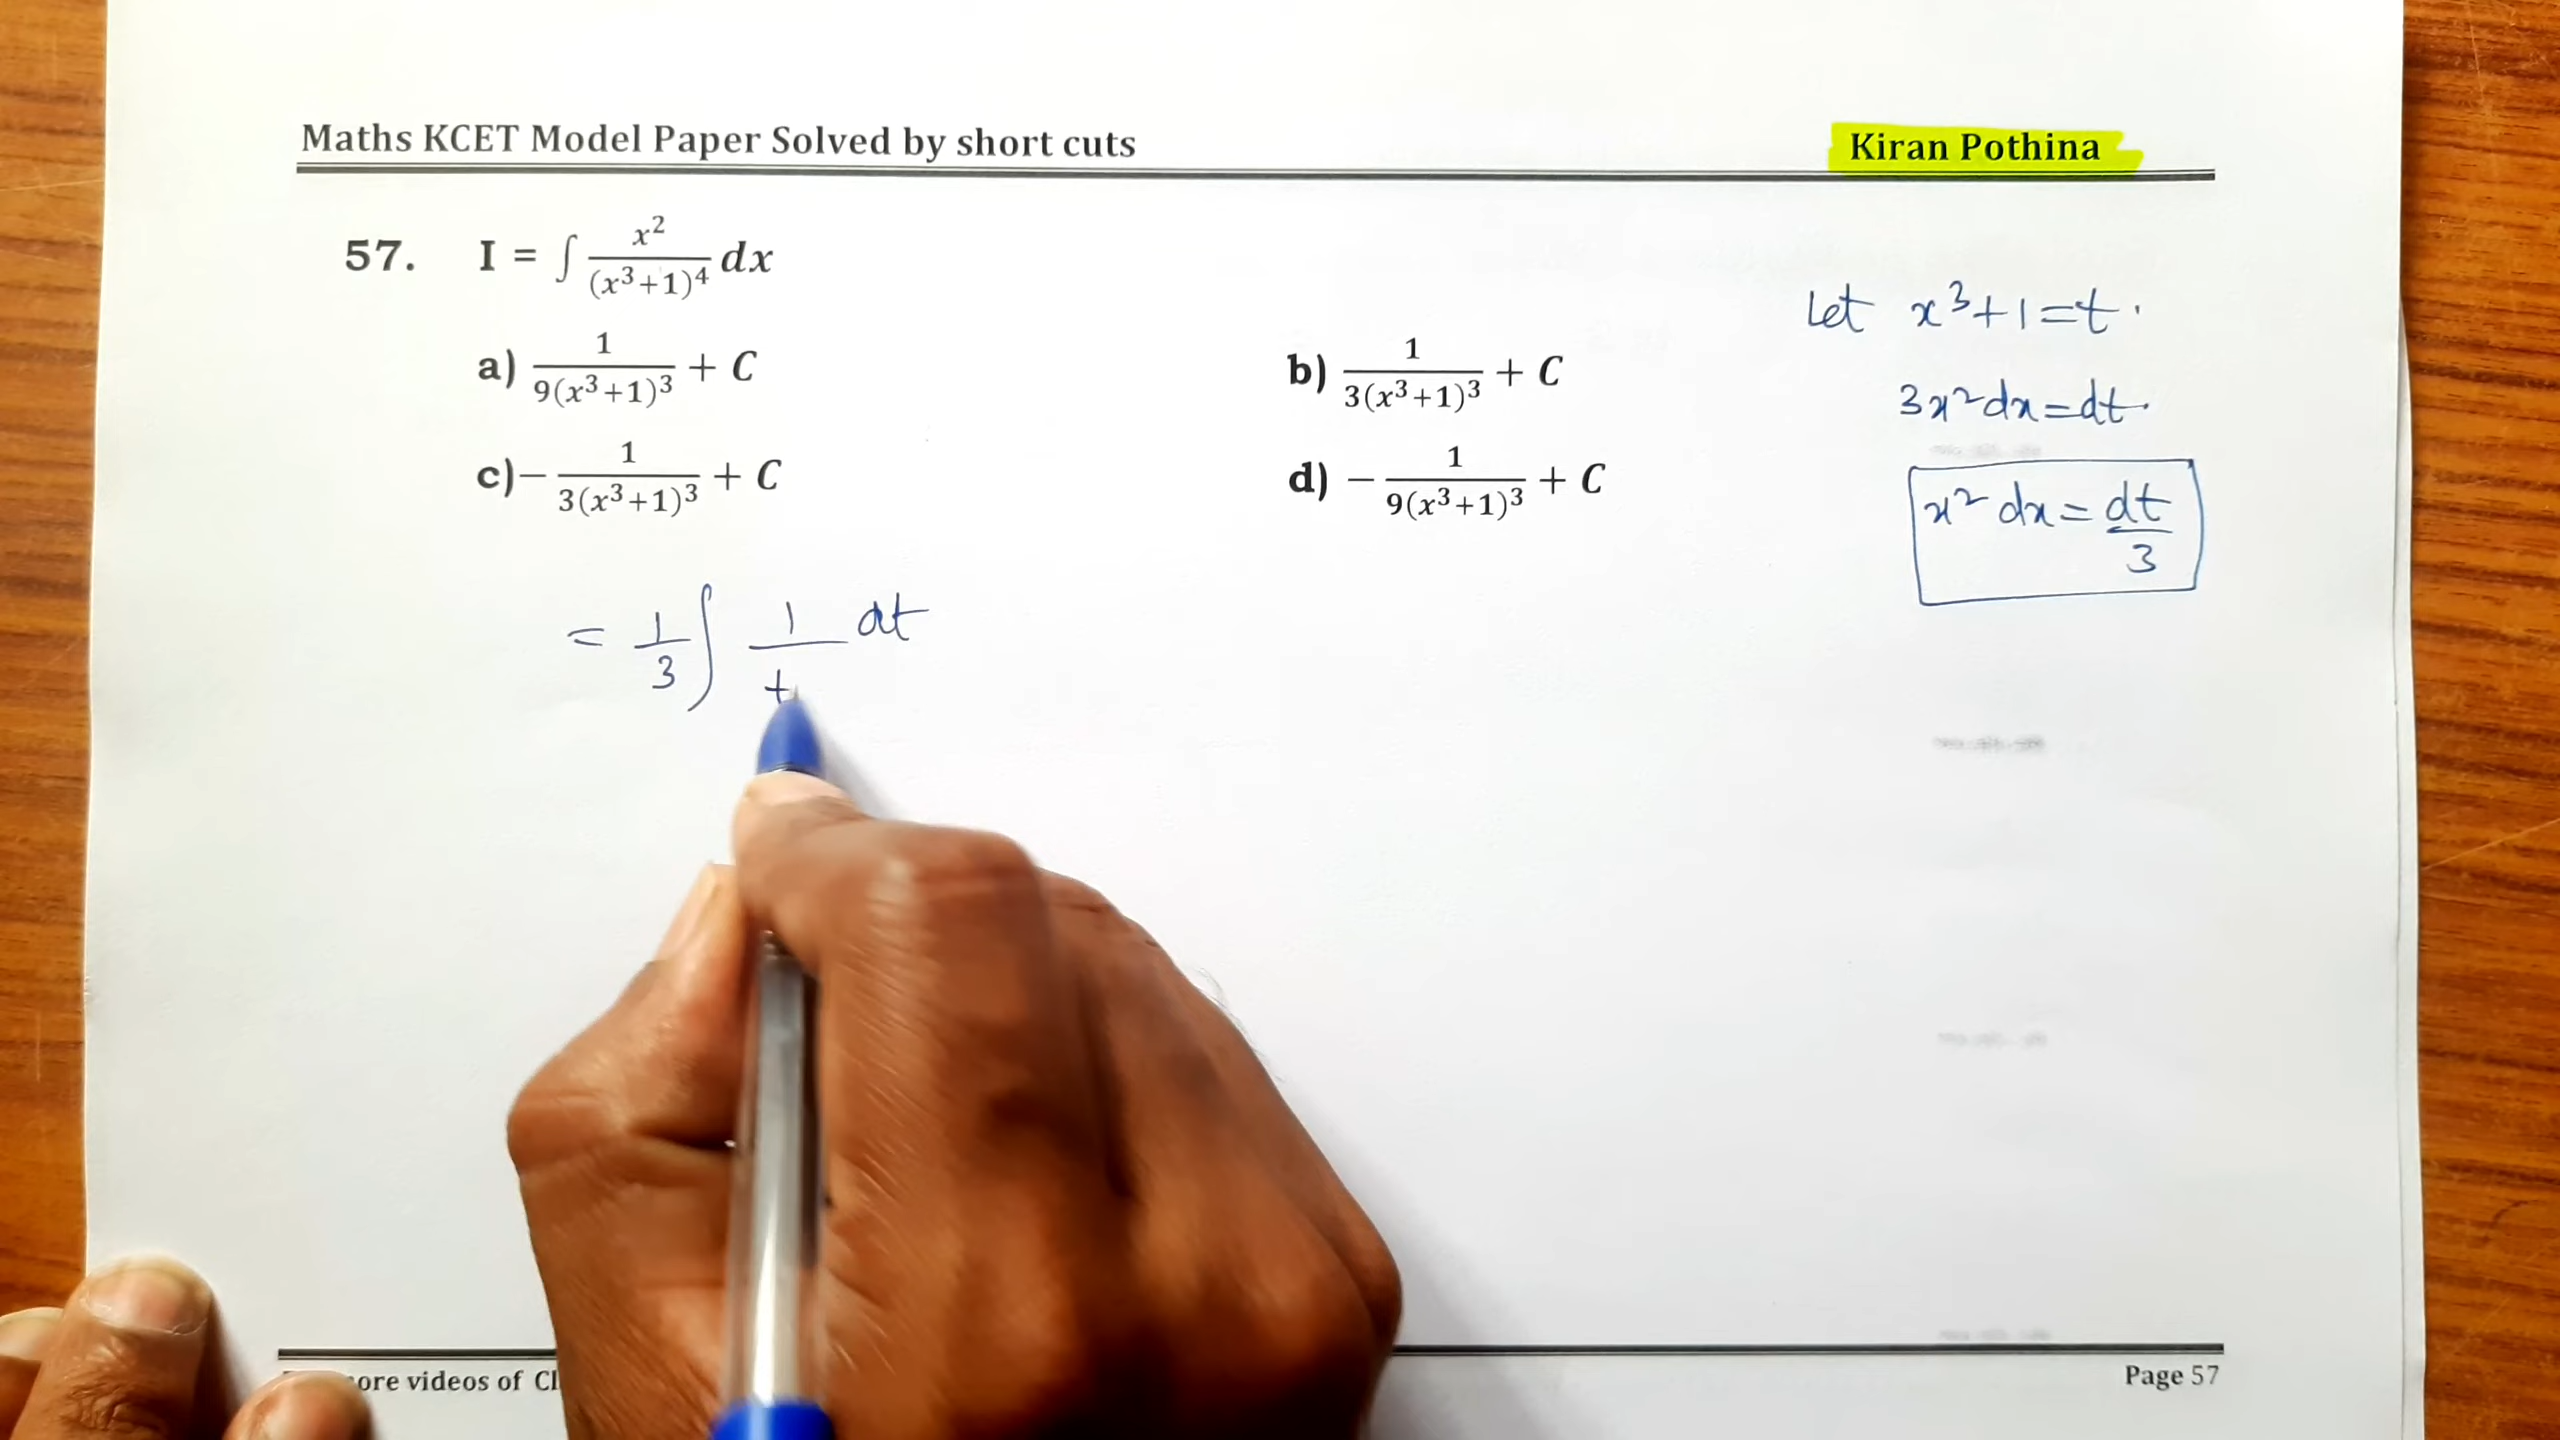 Maths KCET Model Paper Solved by short cuts
Kiran Pothina
57. I = ∫ x²/(x³+1)⁴ dx
a) 1/9(x³+1)³ + C
b) 1/3(x³+1)³ + C
c) − 1/3(x³+1)³ + C
d) − 1/9(x³+1)³ + C
Let x³+1=t.
3x²dx=dt.
x² dx = dt/3
= 1/3 ∫ 1/t dt
ore videos of
Page 57